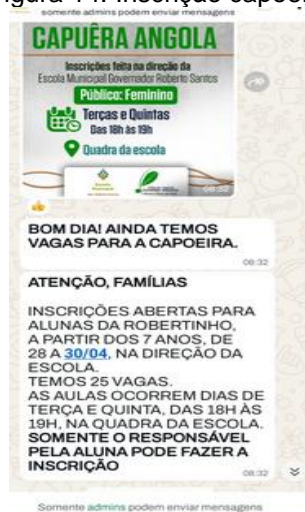 somente admins podem enviar mensagens
CAPUÊRA ANGOLA
Inscrições feita na direção da
Escola Municipal Governador Roberto Santos
Público: Feminino
Terças e Quintas
Das 18h às 19h
Quadra da escola
08:32
BOM DIA! AINDA TEMOS
VAGAS PARA A CAPOEIRA.
08:32
ATENÇÃO, FAMÍLIAS
INSCRIÇÕES ABERTAS PARA
ALUNAS DA ROBERTINHO,
A PARTIR DOS 7 ANOS, DE
28 A 30/04, NA DIREÇÃO DA
ESCOLA.
TEMOS 25 VAGAS.
AS AULAS OCORREM DIAS DE
TERÇA E QUINTA, DAS 18H ÀS
19H, NA QUADRA DA ESCOLA.
SOMENTE O RESPONSÁVEL
PELA ALUNA PODE FAZER A
INSCRIÇÃO
08:32
Somente admins podem enviar mensagens